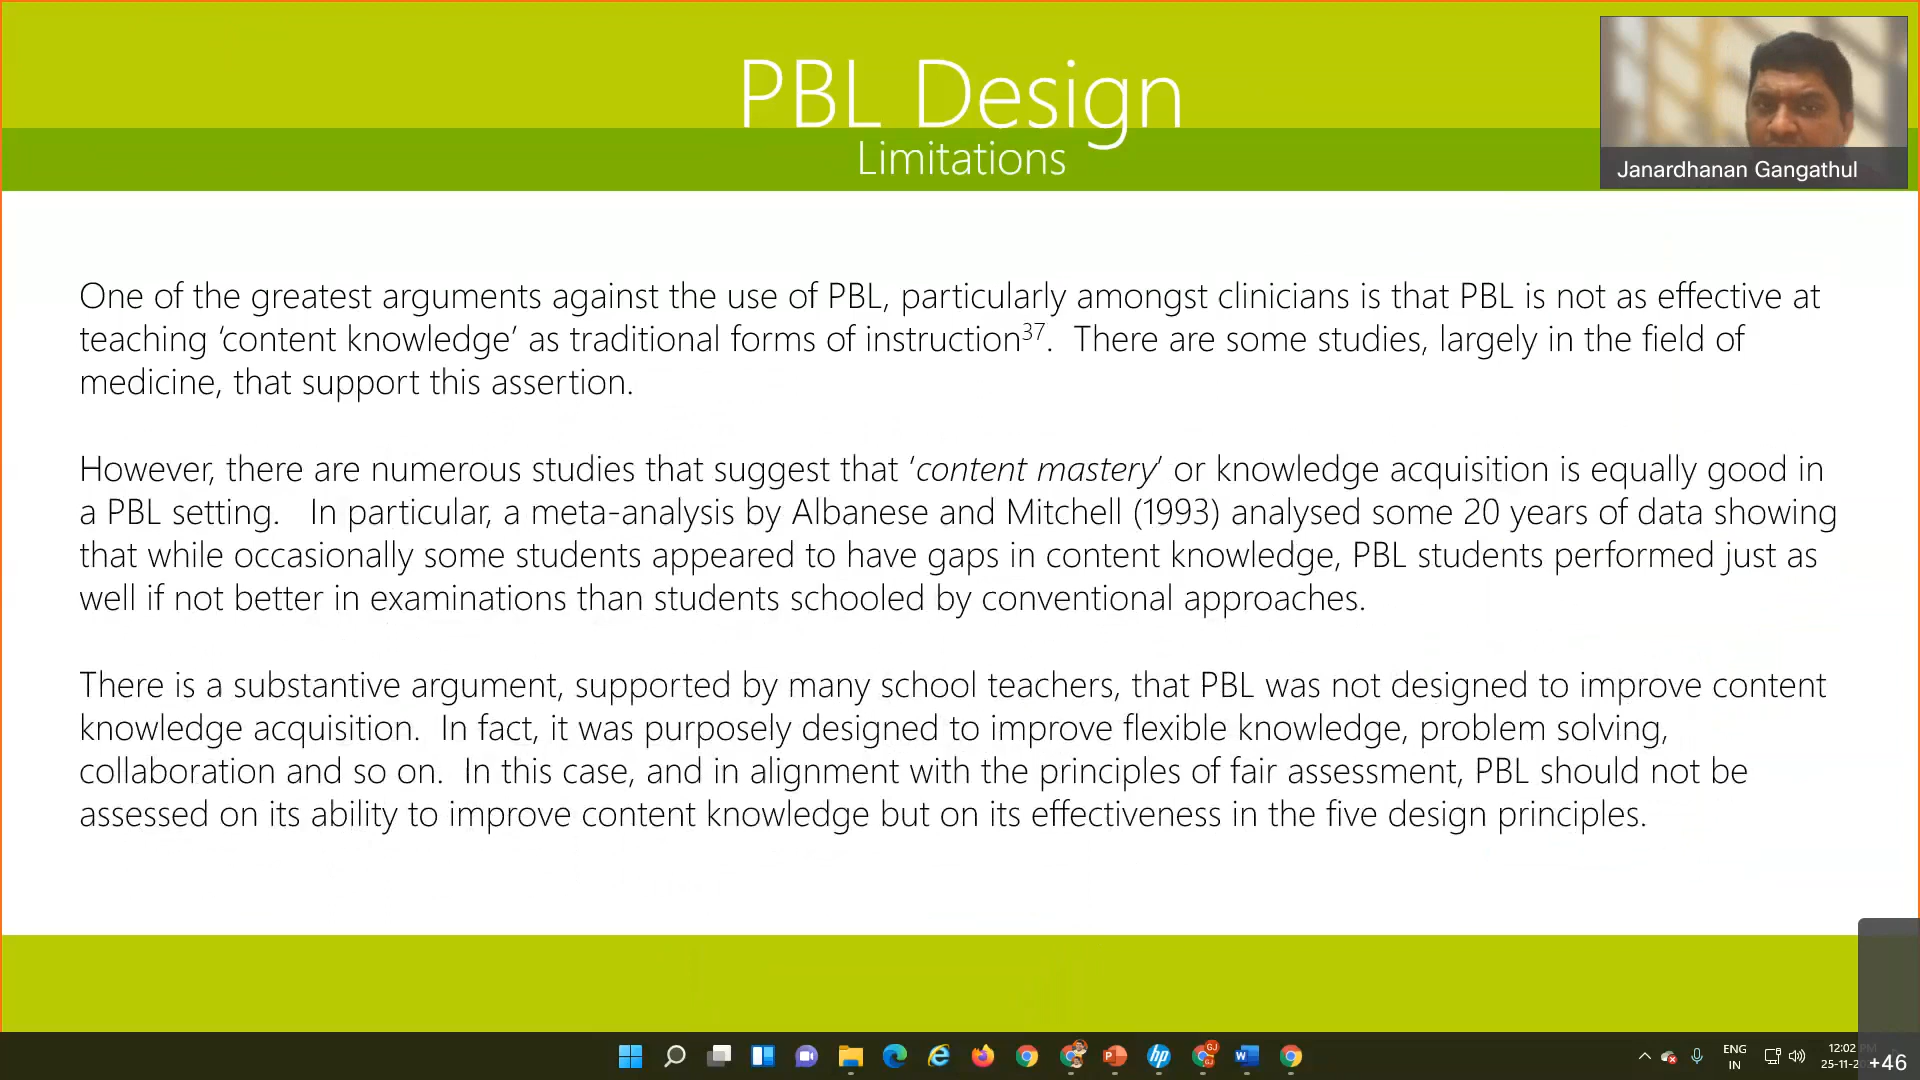 PBL Design
Limitations
Janardhanan Gangathul
One of the greatest arguments against the use of PBL, particularly amongst clinicians is that PBL is not as effective at
teaching ‘content knowledge’ as traditional forms of instruction³⁷.  There are some studies, largely in the field of
medicine, that support this assertion.
However, there are numerous studies that suggest that ‘content mastery’ or knowledge acquisition is equally good in
a PBL setting.   In particular, a meta-analysis by Albanese and Mitchell (1993) analysed some 20 years of data showing
that while occasionally some students appeared to have gaps in content knowledge, PBL students performed just as
well if not better in examinations than students schooled by conventional approaches.
There is a substantive argument, supported by many school teachers, that PBL was not designed to improve content
knowledge acquisition.  In fact, it was purposely designed to improve flexible knowledge, problem solving,
collaboration and so on.  In this case, and in alignment with the principles of fair assessment, PBL should not be
assessed on its ability to improve content knowledge but on its effectiveness in the five design principles.
ENG
IN
12:02 PM
25-11-2
+46